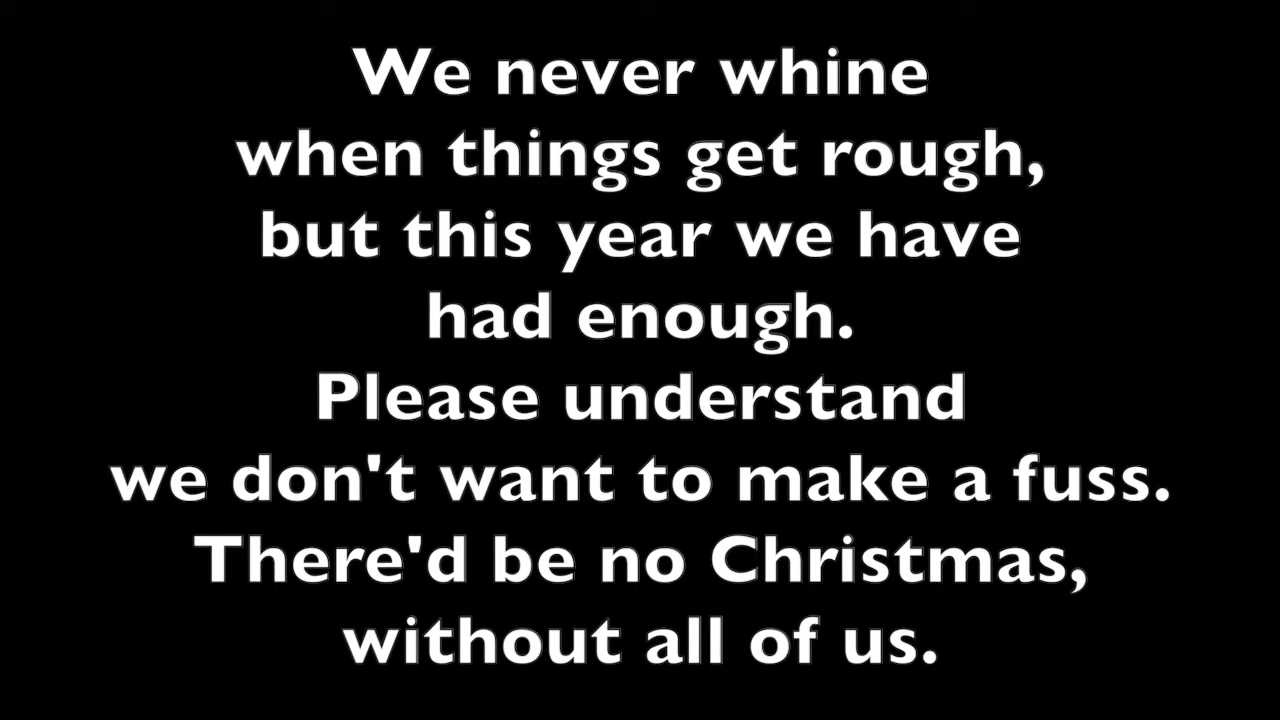 We never whine
when things get rough,
but this year we have
had enough.
Please understand
we don't want to make a fuss.
There'd be no Christmas,
without all of us.